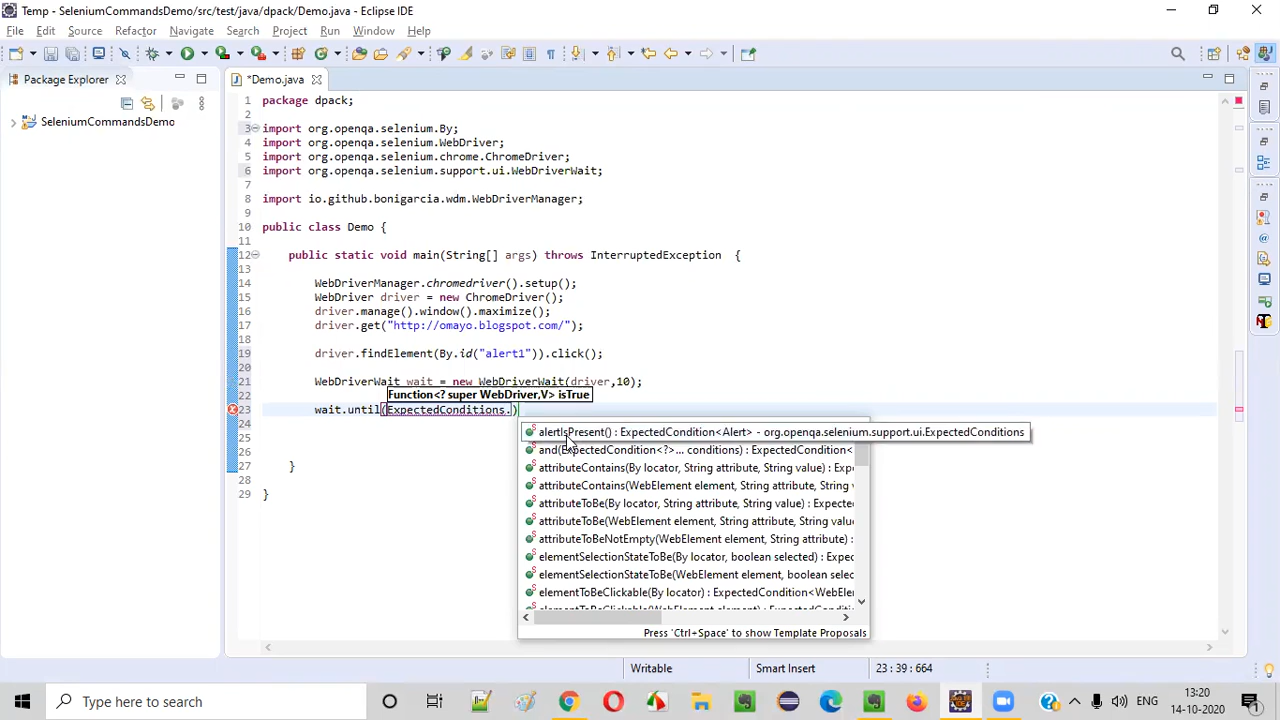 Temp - SeleniumCommandsDemo/src/test/java/dpack/Demo.java - Eclipse IDE
File Edit Source Refactor Navigate Search Project Run Window Help
Package Explorer
*Demo.java
SeleniumCommandsDemo
1 package dpack;
2
3 import org.openqa.selenium.By;
4 import org.openqa.selenium.WebDriver;
5 import org.openqa.selenium.chrome.ChromeDriver;
6 import org.openqa.selenium.support.ui.WebDriverWait;
7
8 import io.github.bonigarcia.wdm.WebDriverManager;
9
10 public class Demo {
11
12 public static void main(String[] args) throws InterruptedException {
13
14 WebDriverManager.chromedriver().setup();
15 WebDriver driver = new ChromeDriver();
16 driver.manage().window().maximize();
17 driver.get("http://omayo.blogspot.com/");
18
19 driver.findElement(By.id("alert1")).click();
20
21 WebDriverWait wait = new WebDriverWait(driver,10);
22 Function<? super WebDriver,V> isTrue
23 wait.until(ExpectedConditions.)
24 alertIsPresent() : ExpectedCondition<Alert> - org.openqa.selenium.support.ui.ExpectedConditions
and(ExpectedCondition<?>... conditions) : ExpectedCondition<
attributeContains(By locator, String attribute, String value) : Expe
attributeContains(WebElement element, String attribute, String va
attributeToBe(By locator, String attribute, String value) : Expected
attributeToBe(WebElement element, String attribute, String value
attributeToBeNotEmpty(WebElement element, String attribute) :
elementSelectionStateToBe(By locator, boolean selected) : Expec
elementSelectionStateToBe(WebElement element, boolean selec
elementToBeClickable(By locator) : ExpectedCondition<WebEle
Press 'Ctrl+Space' to show Template Proposals
26
27 }
28
29 }
Writable Smart Insert 23 : 39 : 664
Type here to search
ENG
13:20
14-10-2020